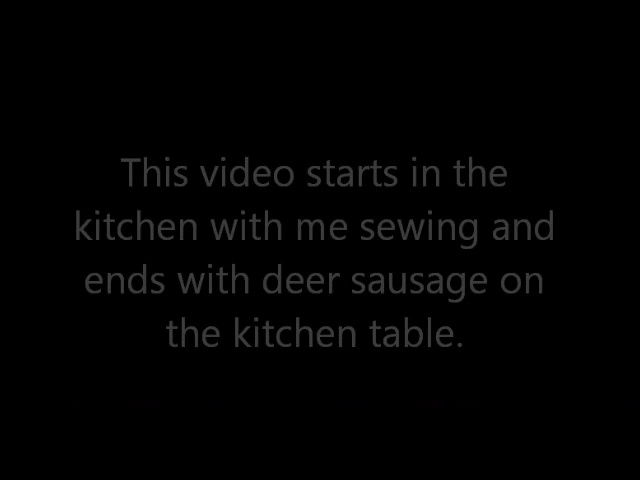 This video starts in the
kitchen with me sewing and
ends with deer sausage on
the kitchen table.